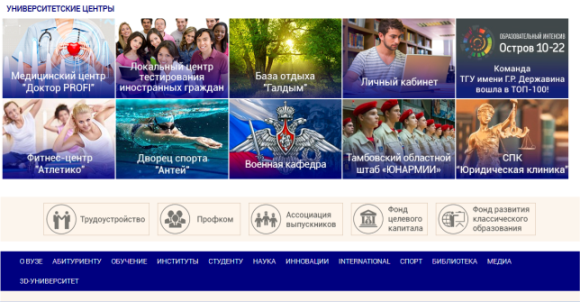 УНИВЕРСИТЕТСКИЕ ЦЕНТРЫ
Медицинский центр
"Доктор PROFI"
Локальный центр
тестирования
иностранных граждан
База отдыха
"Галдым"
Личный кабинет
ОБРАЗОВАТЕЛЬНЫЙ ИНТЕНСИВ
Остров 10-22
Команда
ТГУ имени Г.Р. Державина
вошла в ТОП-100!
Фитнес-центр
"Атлетико"
Дворец спорта
"Антей"
Военная кафедра
Тамбовский областной
штаб «ЮНАРМИИ»
СПК
"Юридическая клиника"
Трудоустройство
Профком
Ассоциация
выпускников
Фонд
целевого
капитала
Фонд развития
классического
образования
О ВУЗЕ АБИТУРИЕНТУ ОБУЧЕНИЕ ИНСТИТУТЫ СТУДЕНТУ НАУКА ИННОВАЦИИ INTERNATIONAL СПОРТ БИБЛИОТЕКА МЕДИА
3D-УНИВЕРСИТЕТ